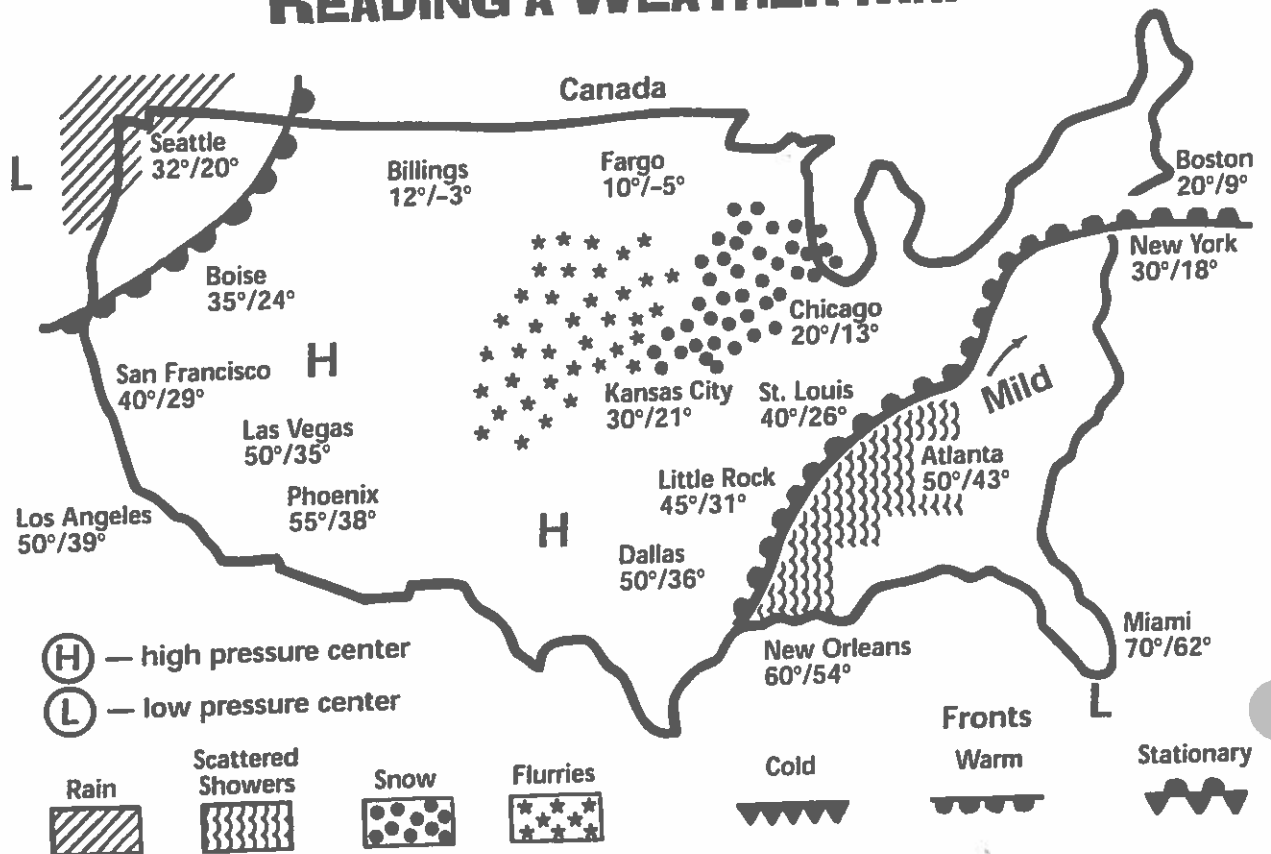 READING A WEATHER MAP
Canada
Seattle
32°/20°
L
Billings
12°/–3°
Fargo
10°/–5°
Boston
20°/9°
New York
30°/18°
Boise
35°/24°
Chicago
20°/13°
H
San Francisco
40°/29°
Kansas City
30°/21°
St. Louis
40°/26°
Mild
Las Vegas
50°/35°
Atlanta
50°/43°
Little Rock
45°/31°
Phoenix
55°/38°
Los Angeles
50°/39°
H
Dallas
50°/36°
New Orleans
60°/54°
Miami
70°/62°
L
H — high pressure center
L — low pressure center
Rain
Scattered
Showers
Snow
Flurries
Fronts
Cold
Warm
Stationary